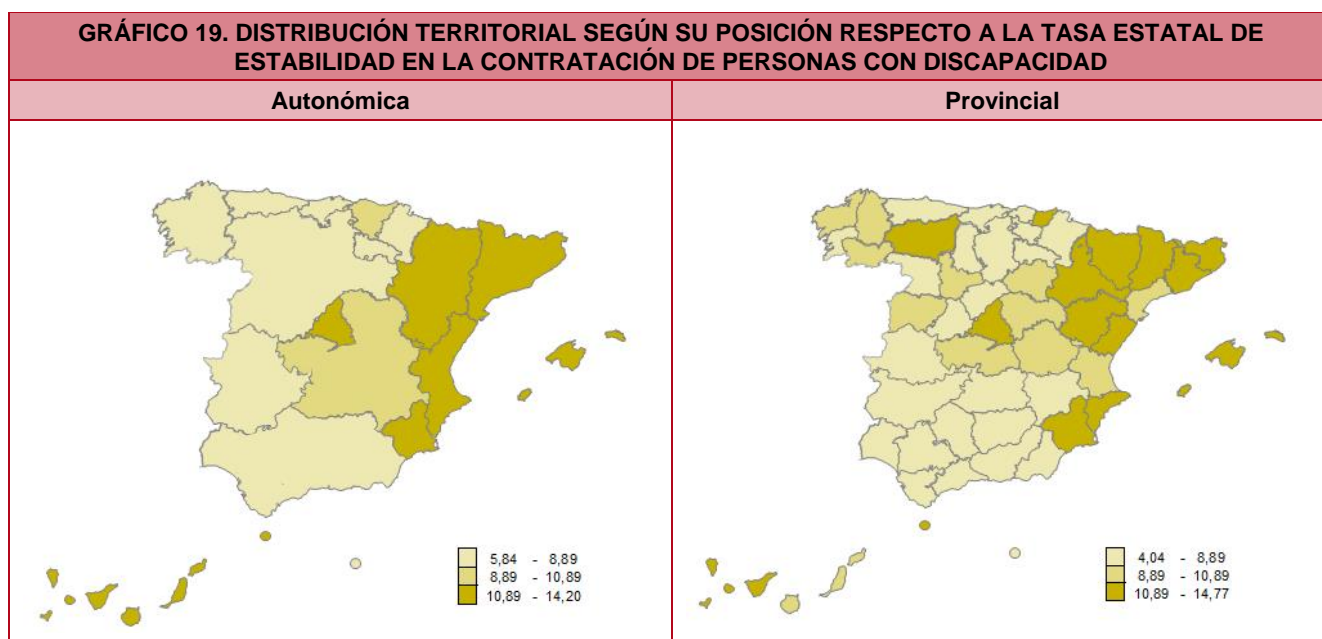 GRÁFICO 19. DISTRIBUCIÓN TERRITORIAL SEGÚN SU POSICIÓN RESPECTO A LA TASA ESTATAL DE
ESTABILIDAD EN LA CONTRATACIÓN DE PERSONAS CON DISCAPACIDAD
Autonómica
Provincial
5,84 - 8,89
8,89 - 10,89
10,89 - 14,20
4,04 - 8,89
8,89 - 10,89
10,89 - 14,77